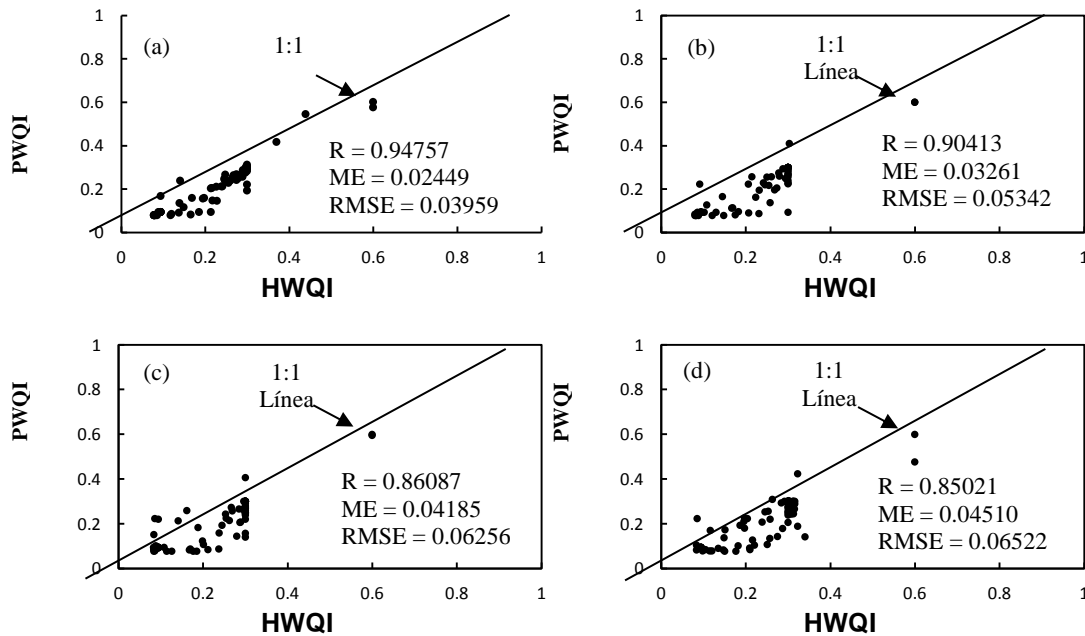 (a)
1:1
PWQI
1
0.8
0.6
0.4
0.2
0
R = 0.94757
ME = 0.02449
RMSE = 0.03959
0 0.2 0.4 0.6 0.8 1
HWQI
(b)
1:1
Línea
PWQI
1
0.8
0.6
0.4
0.2
0
R = 0.90413
ME = 0.03261
RMSE = 0.05342
0 0.2 0.4 0.6 0.8 1
HWQI
(c)
1:1
Línea
PWQI
1
0.8
0.6
0.4
0.2
0
R = 0.86087
ME = 0.04185
RMSE = 0.06256
0 0.2 0.4 0.6 0.8 1
HWQI
(d)
1:1
Línea
PWQI
1
0.8
0.6
0.4
0.2
0
R = 0.85021
ME = 0.04510
RMSE = 0.06522
0 0.2 0.4 0.6 0.8 1
HWQI